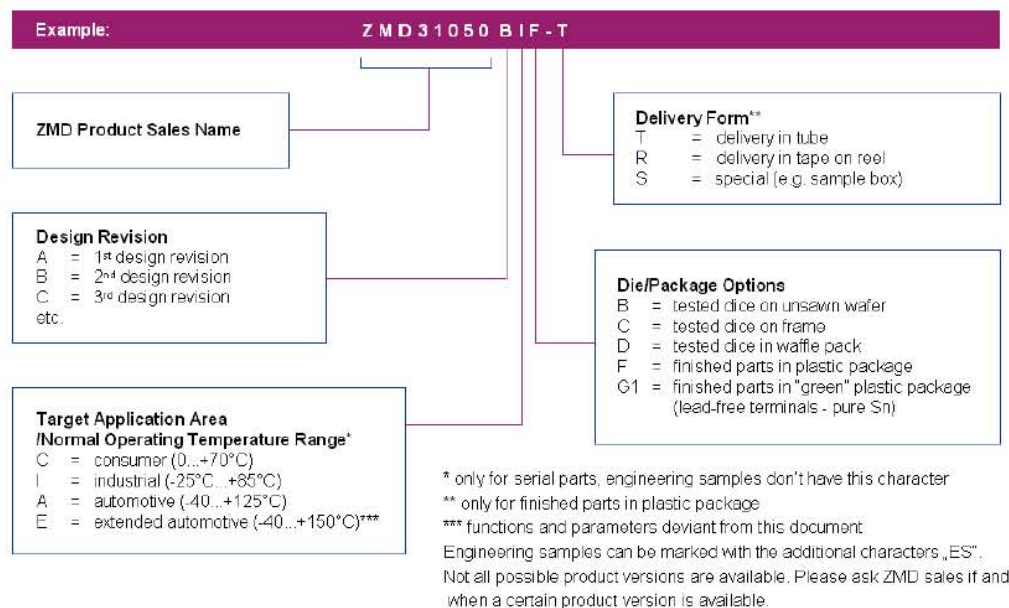 Example: ZMD31050BIF-T
ZMD Product Sales Name
Delivery Form**
T = delivery in tube
R = delivery in tape on reel
S = special (e.g. sample box)
Design Revision
A = 1st design revision
B = 2nd design revision
C = 3rd design revision
etc.
Die/Package Options
B = tested dice on unsawn wafer
C = tested dice on frame
D = tested dice in waffle pack
F = finished parts in plastic package
G1 = finished parts in "green" plastic package
(lead-free terminals - pure Sn)
Target Application Area
/Normal Operating Temperature Range*
C = consumer (0...+70°C)
I = industrial (-25°C...+85°C)
A = automotive (-40...+125°C)
E = extended automotive (-40...+150°C)***
* only for serial parts, engineering samples don't have this character
** only for finished parts in plastic package
*** functions and parameters deviant from this document
Engineering samples can be marked with the additional characters „ES".
Not all possible product versions are available. Please ask ZMD sales if and
when a certain product version is available.